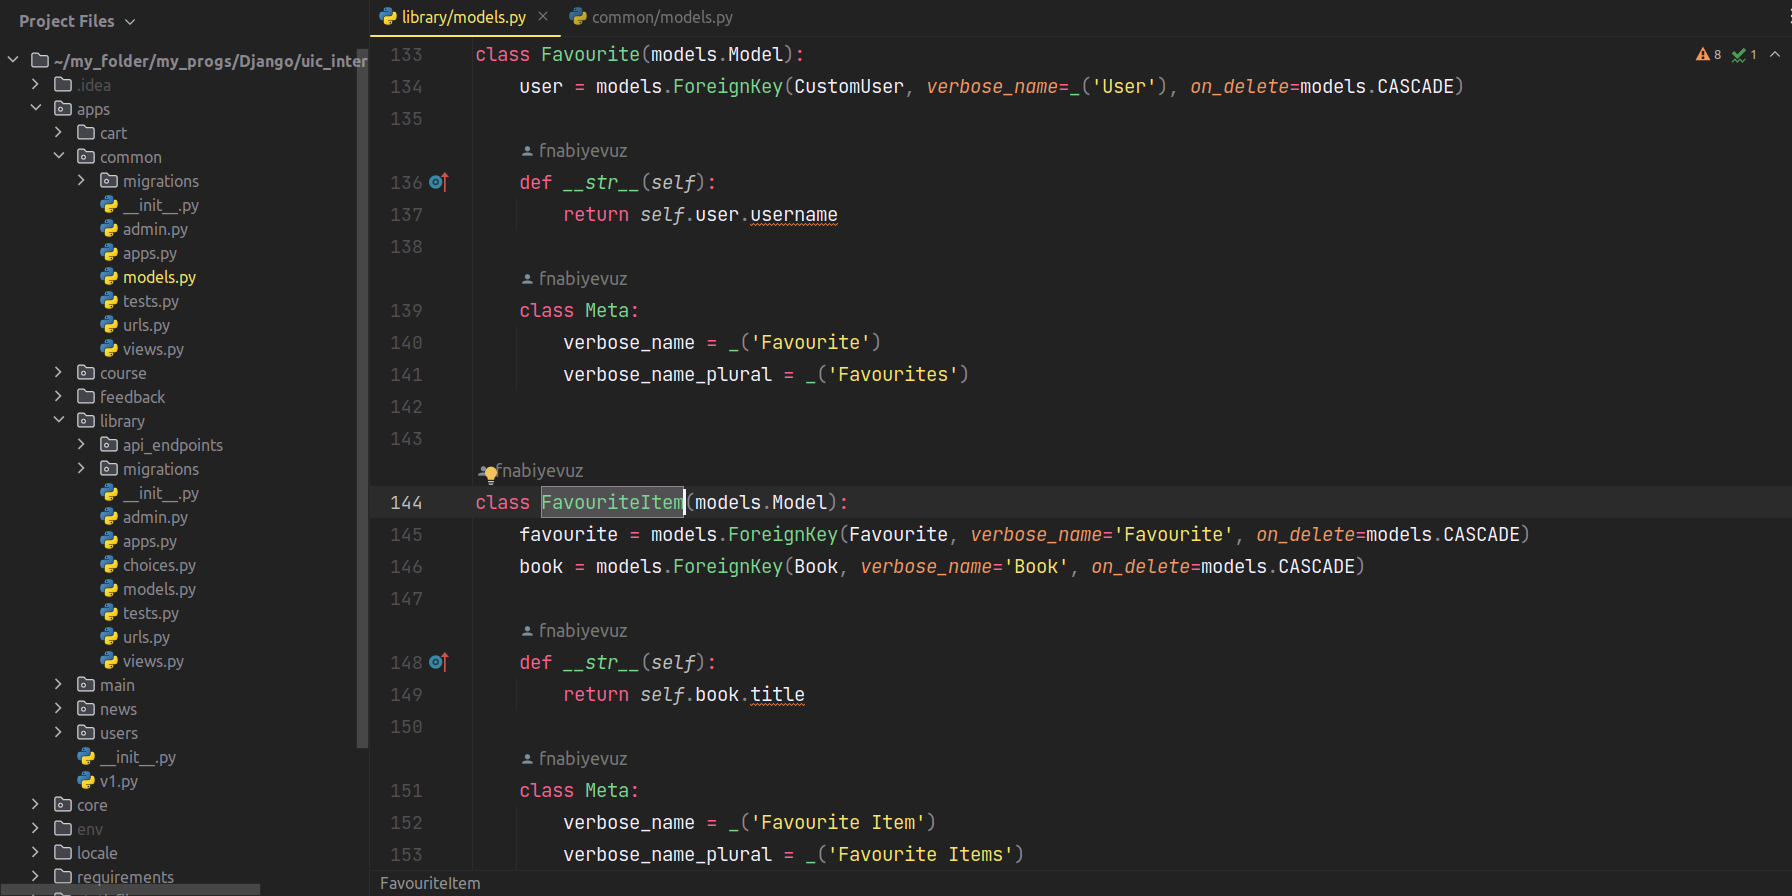 Project Files
~/my_folder/my_progs/Django/uic_inter
.idea
apps
cart
common
migrations
__init__.py
admin.py
apps.py
models.py
tests.py
urls.py
views.py
course
feedback
library
api_endpoints
migrations
__init__.py
admin.py
apps.py
choices.py
models.py
tests.py
urls.py
views.py
main
news
users
__init__.py
v1.py
core
env
locale
requirements
library/models.py
common/models.py
8 1
133 class Favourite(models.Model):
134 user = models.ForeignKey(CustomUser, verbose_name=_('User'), on_delete=models.CASCADE)
135
fnabiyevuz
136 def __str__(self):
137 return self.user.username
138
fnabiyevuz
139 class Meta:
140 verbose_name = _('Favourite')
141 verbose_name_plural = _('Favourites')
142
143
fnabiyevuz
144 class FavouriteItem(models.Model):
145 favourite = models.ForeignKey(Favourite, verbose_name='Favourite', on_delete=models.CASCADE)
146 book = models.ForeignKey(Book, verbose_name='Book', on_delete=models.CASCADE)
147
fnabiyevuz
148 def __str__(self):
149 return self.book.title
150
fnabiyevuz
151 class Meta:
152 verbose_name = _('Favourite Item')
153 verbose_name_plural = _('Favourite Items')
FavouriteItem